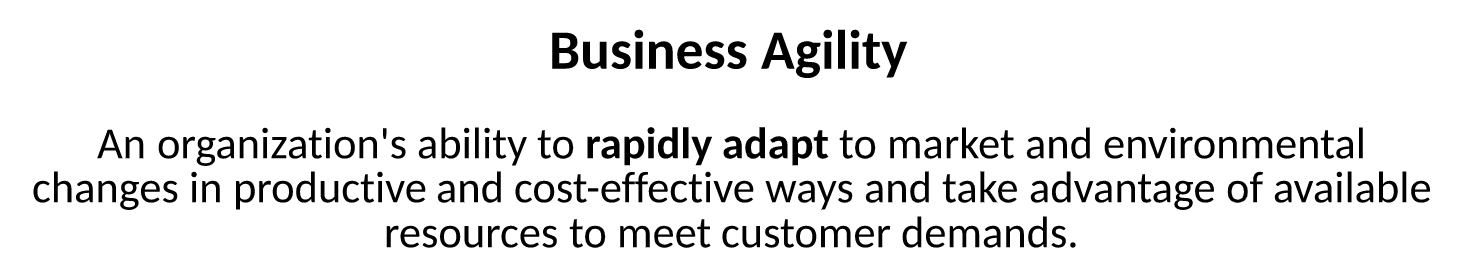 Business Agility
An organization's ability to rapidly adapt to market and environmental
changes in productive and cost-effective ways and take advantage of available
resources to meet customer demands.